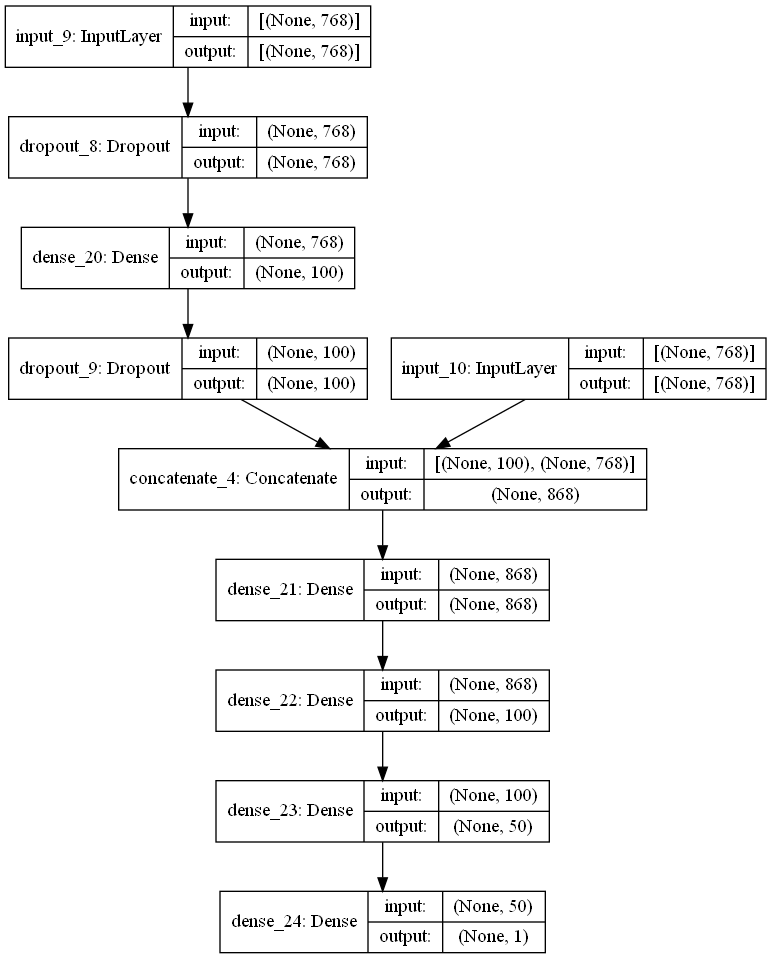 input_9: InputLayer
input: [(None, 768)]
output: [(None, 768)]
dropout_8: Dropout
input: (None, 768)
output: (None, 768)
dense_20: Dense
input: (None, 768)
output: (None, 100)
dropout_9: Dropout
input: (None, 100)
output: (None, 100)
input_10: InputLayer
input: [(None, 768)]
output: [(None, 768)]
concatenate_4: Concatenate
input: [(None, 100), (None, 768)]
output: (None, 868)
dense_21: Dense
input: (None, 868)
output: (None, 868)
dense_22: Dense
input: (None, 868)
output: (None, 100)
dense_23: Dense
input: (None, 100)
output: (None, 50)
dense_24: Dense
input: (None, 50)
output: (None, 1)